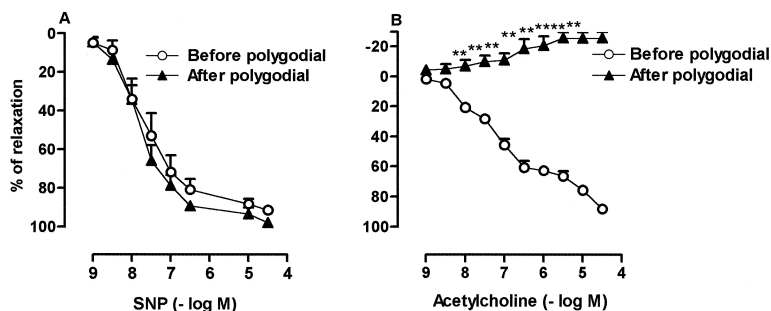 A
% of relaxation
0
20
40
60
80
100
Before polygodial
After polygodial
9 8 7 6 5 4
SNP (- log M)
B
-20
0
20
40
60
80
100
** ** ** ** ** **** **
Before polygodial
After polygodial
9 8 7 6 5 4
Acetylcholine (- log M)